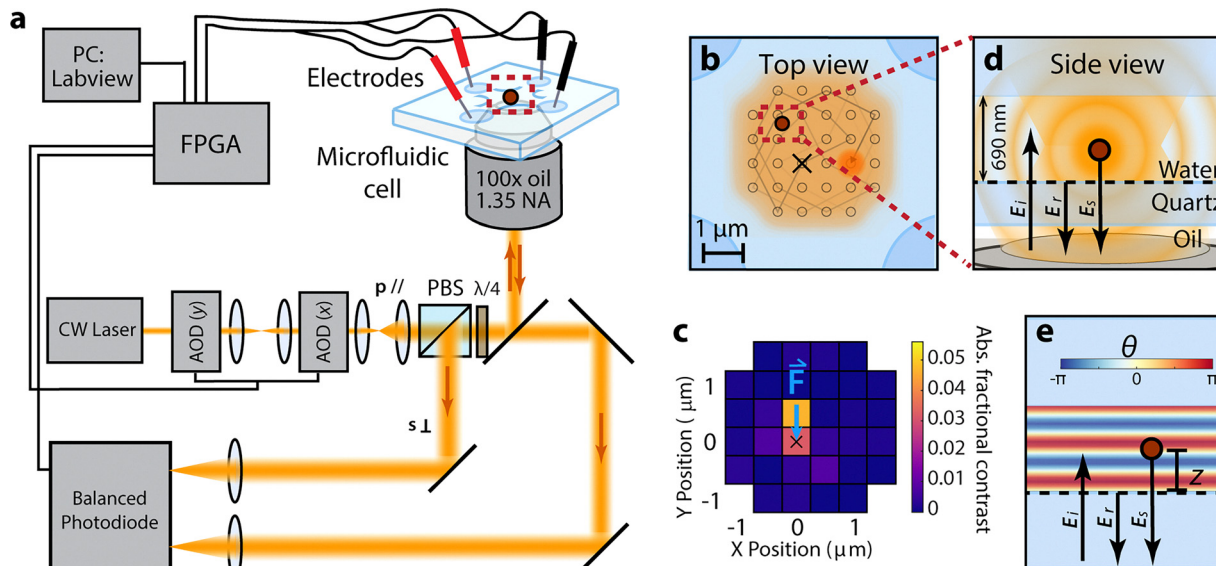 a
PC:
Labview
FPGA
Electrodes
Microfluidic
cell
100x oil
1.35 NA
CW Laser
AOD (y)
AOD (x)
p //
PBS
λ/4
s ⊥
Balanced
Photodiode
b
Top view
1 μm
d
Side view
690 nm
Water
Quartz
Oil
Ei
Er
Es
c
F
Y Position (μm)
1
0
-1
-1
0
1
X Position (μm)
0.05
0.04
0.03
0.02
0.01
0
Abs. fractional contrast
e
θ
-π
0
π
z
Ei
Er
Es